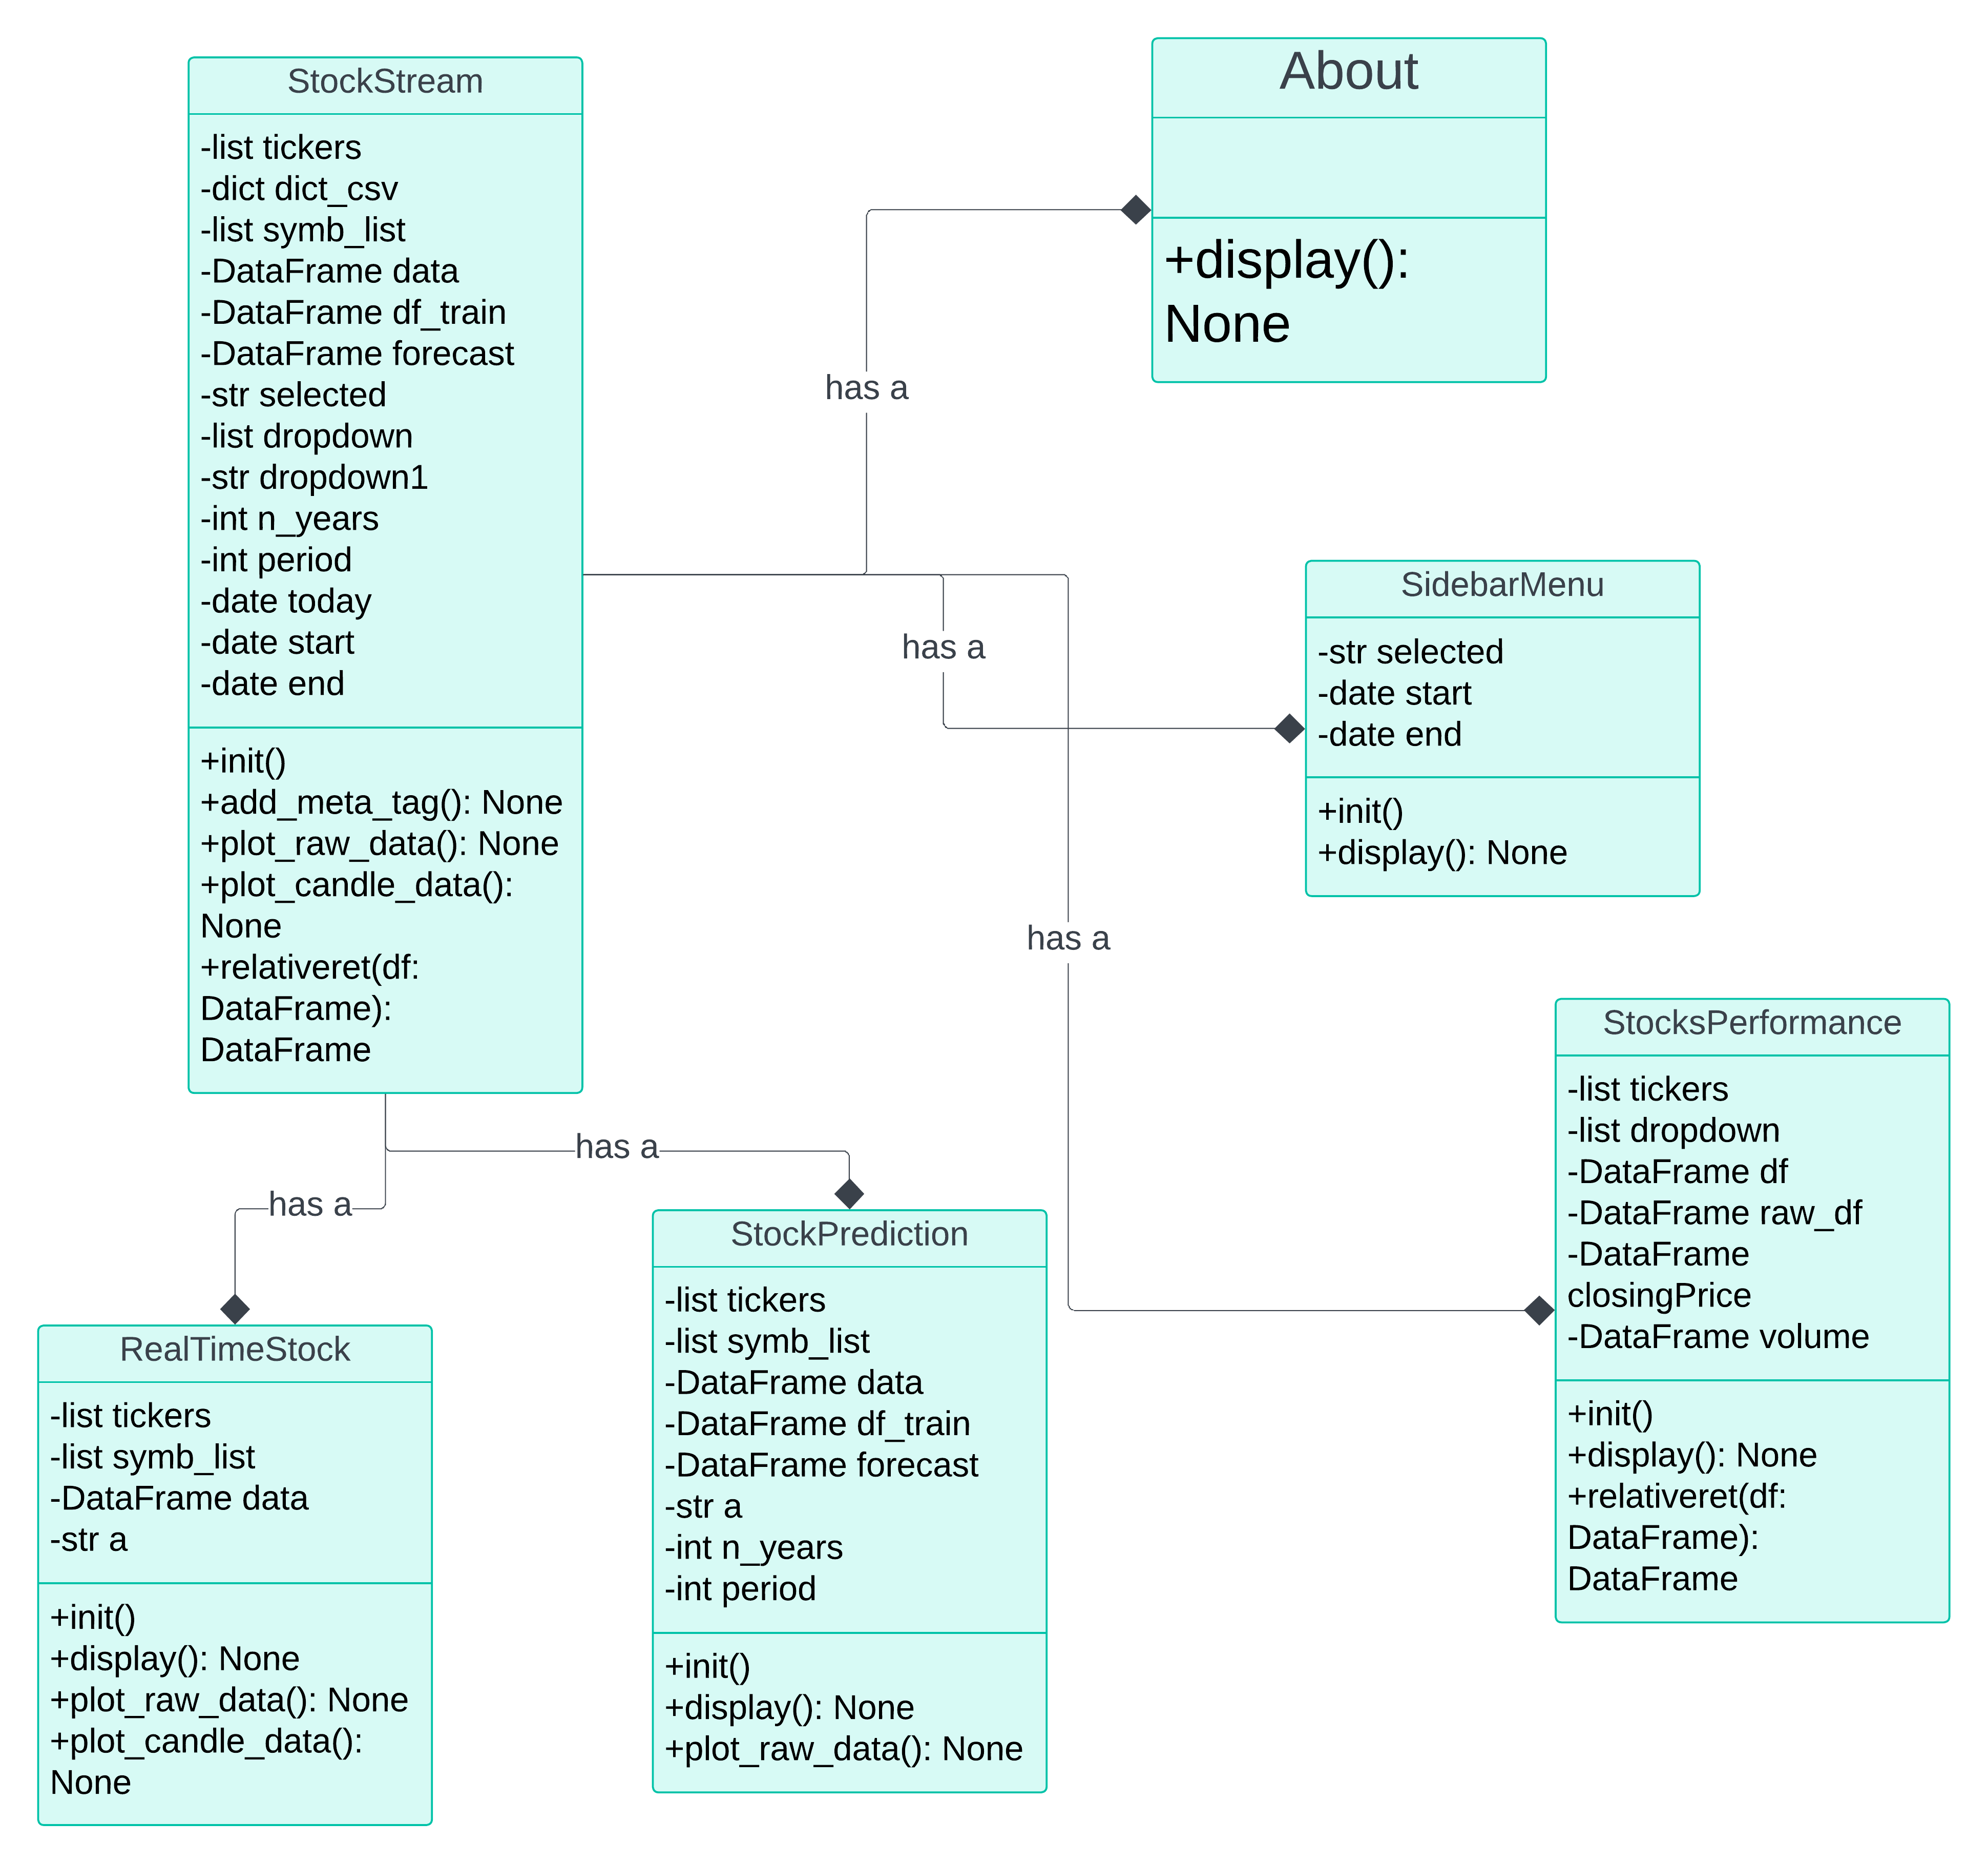 StockStream
-list tickers
-dict dict_csv
-list symb_list
-DataFrame data
-DataFrame df_train
-DataFrame forecast
-str selected
-list dropdown
-str dropdown1
-int n_years
-int period
-date today
-date start
-date end
+init()
+add_meta_tag(): None
+plot_raw_data(): None
+plot_candle_data():
None
+relativeret(df:
DataFrame):
DataFrame
About
+display():
None
has a
SidebarMenu
-str selected
-date start
-date end
+init()
+display(): None
has a
has a
StocksPerformance
-list tickers
-list dropdown
-DataFrame df
-DataFrame raw_df
-DataFrame
closingPrice
-DataFrame volume
+init()
+display(): None
+relativeret(df:
DataFrame):
DataFrame
has a
has a
StockPrediction
-list tickers
-list symb_list
-DataFrame data
-DataFrame df_train
-DataFrame forecast
-str a
-int n_years
-int period
+init()
+display(): None
+plot_raw_data(): None
RealTimeStock
-list tickers
-list symb_list
-DataFrame data
-str a
+init()
+display(): None
+plot_raw_data(): None
+plot_candle_data():
None